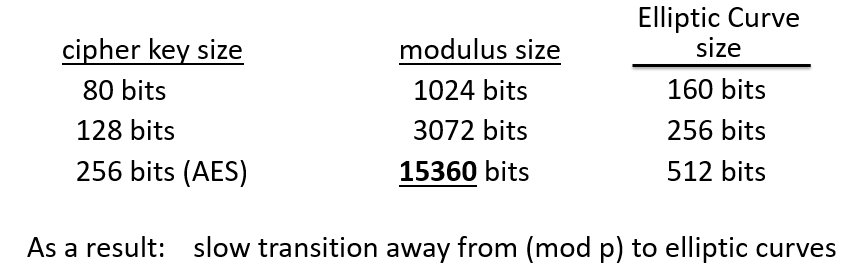 Elliptic Curve
cipher key size modulus size size
80 bits 1024 bits 160 bits
128 bits 3072 bits 256 bits
256 bits (AES) 15360 bits 512 bits
As a result: slow transition away from (mod p) to elliptic curves